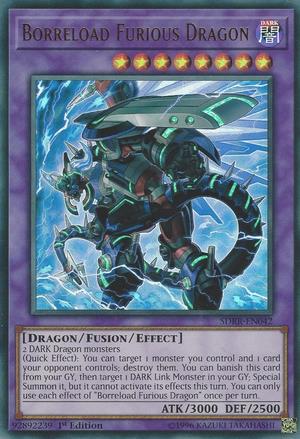 Borreload Furious Dragon
DARK
闇
SDRR-EN042
[Dragon/Fusion/Effect]
2 DARK Dragon monsters
(Quick Effect): You can target 1 monster you control and 1 card
your opponent controls; destroy them. You can banish this card
from your GY, then target 1 DARK Link Monster in your GY; Special
Summon it, but it cannot activate its effects this turn. You can only
use each effect of "Borreload Furious Dragon" once per turn.
ATK/3000 DEF/2500
92892239 1st Edition ©1996 KAZUKI TAKAHASHI